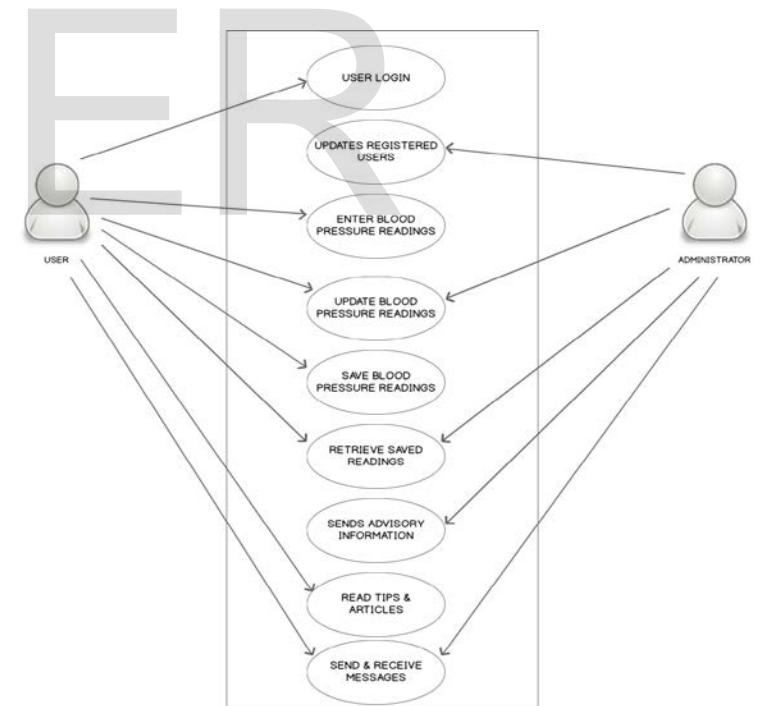 ER
USER LOGIN
UPDATES REGISTERED
USERS
ENTER BLOOD
PRESSURE READINGS
USER
ADMINISTRATOR
UPDATE BLOOD
PRESSURE READINGS
SAVE BLOOD
PRESSURE READINGS
RETRIEVE SAVED
READINGS
SENDS ADVISORY
INFORMATION
READ TIPS &
ARTICLES
SEND & RECEIVE
MESSAGES